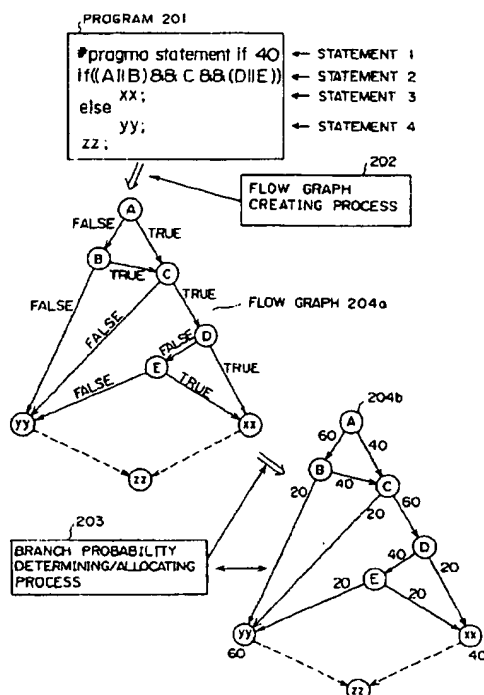 PROGRAM 201
#pragma statement if 40
if((A||B)&& C &&(D||E))
xx;
else
yy;
zz;
← STATEMENT 1
← STATEMENT 2
← STATEMENT 3
← STATEMENT 4
202
FLOW GRAPH
CREATING PROCESS
A
FALSE
TRUE
B
TRUE
C
FALSE
FALSE
TRUE
FLOW GRAPH 204a
D
FALSE
TRUE
E
FALSE
TRUE
yy
xx
zz
203
BRANCH PROBABILITY
DETERMINING/ALLOCATING
PROCESS
204b
A
60
40
B
40
C
20
20
60
D
40
20
E
20
20
yy
60
xx
40
zz